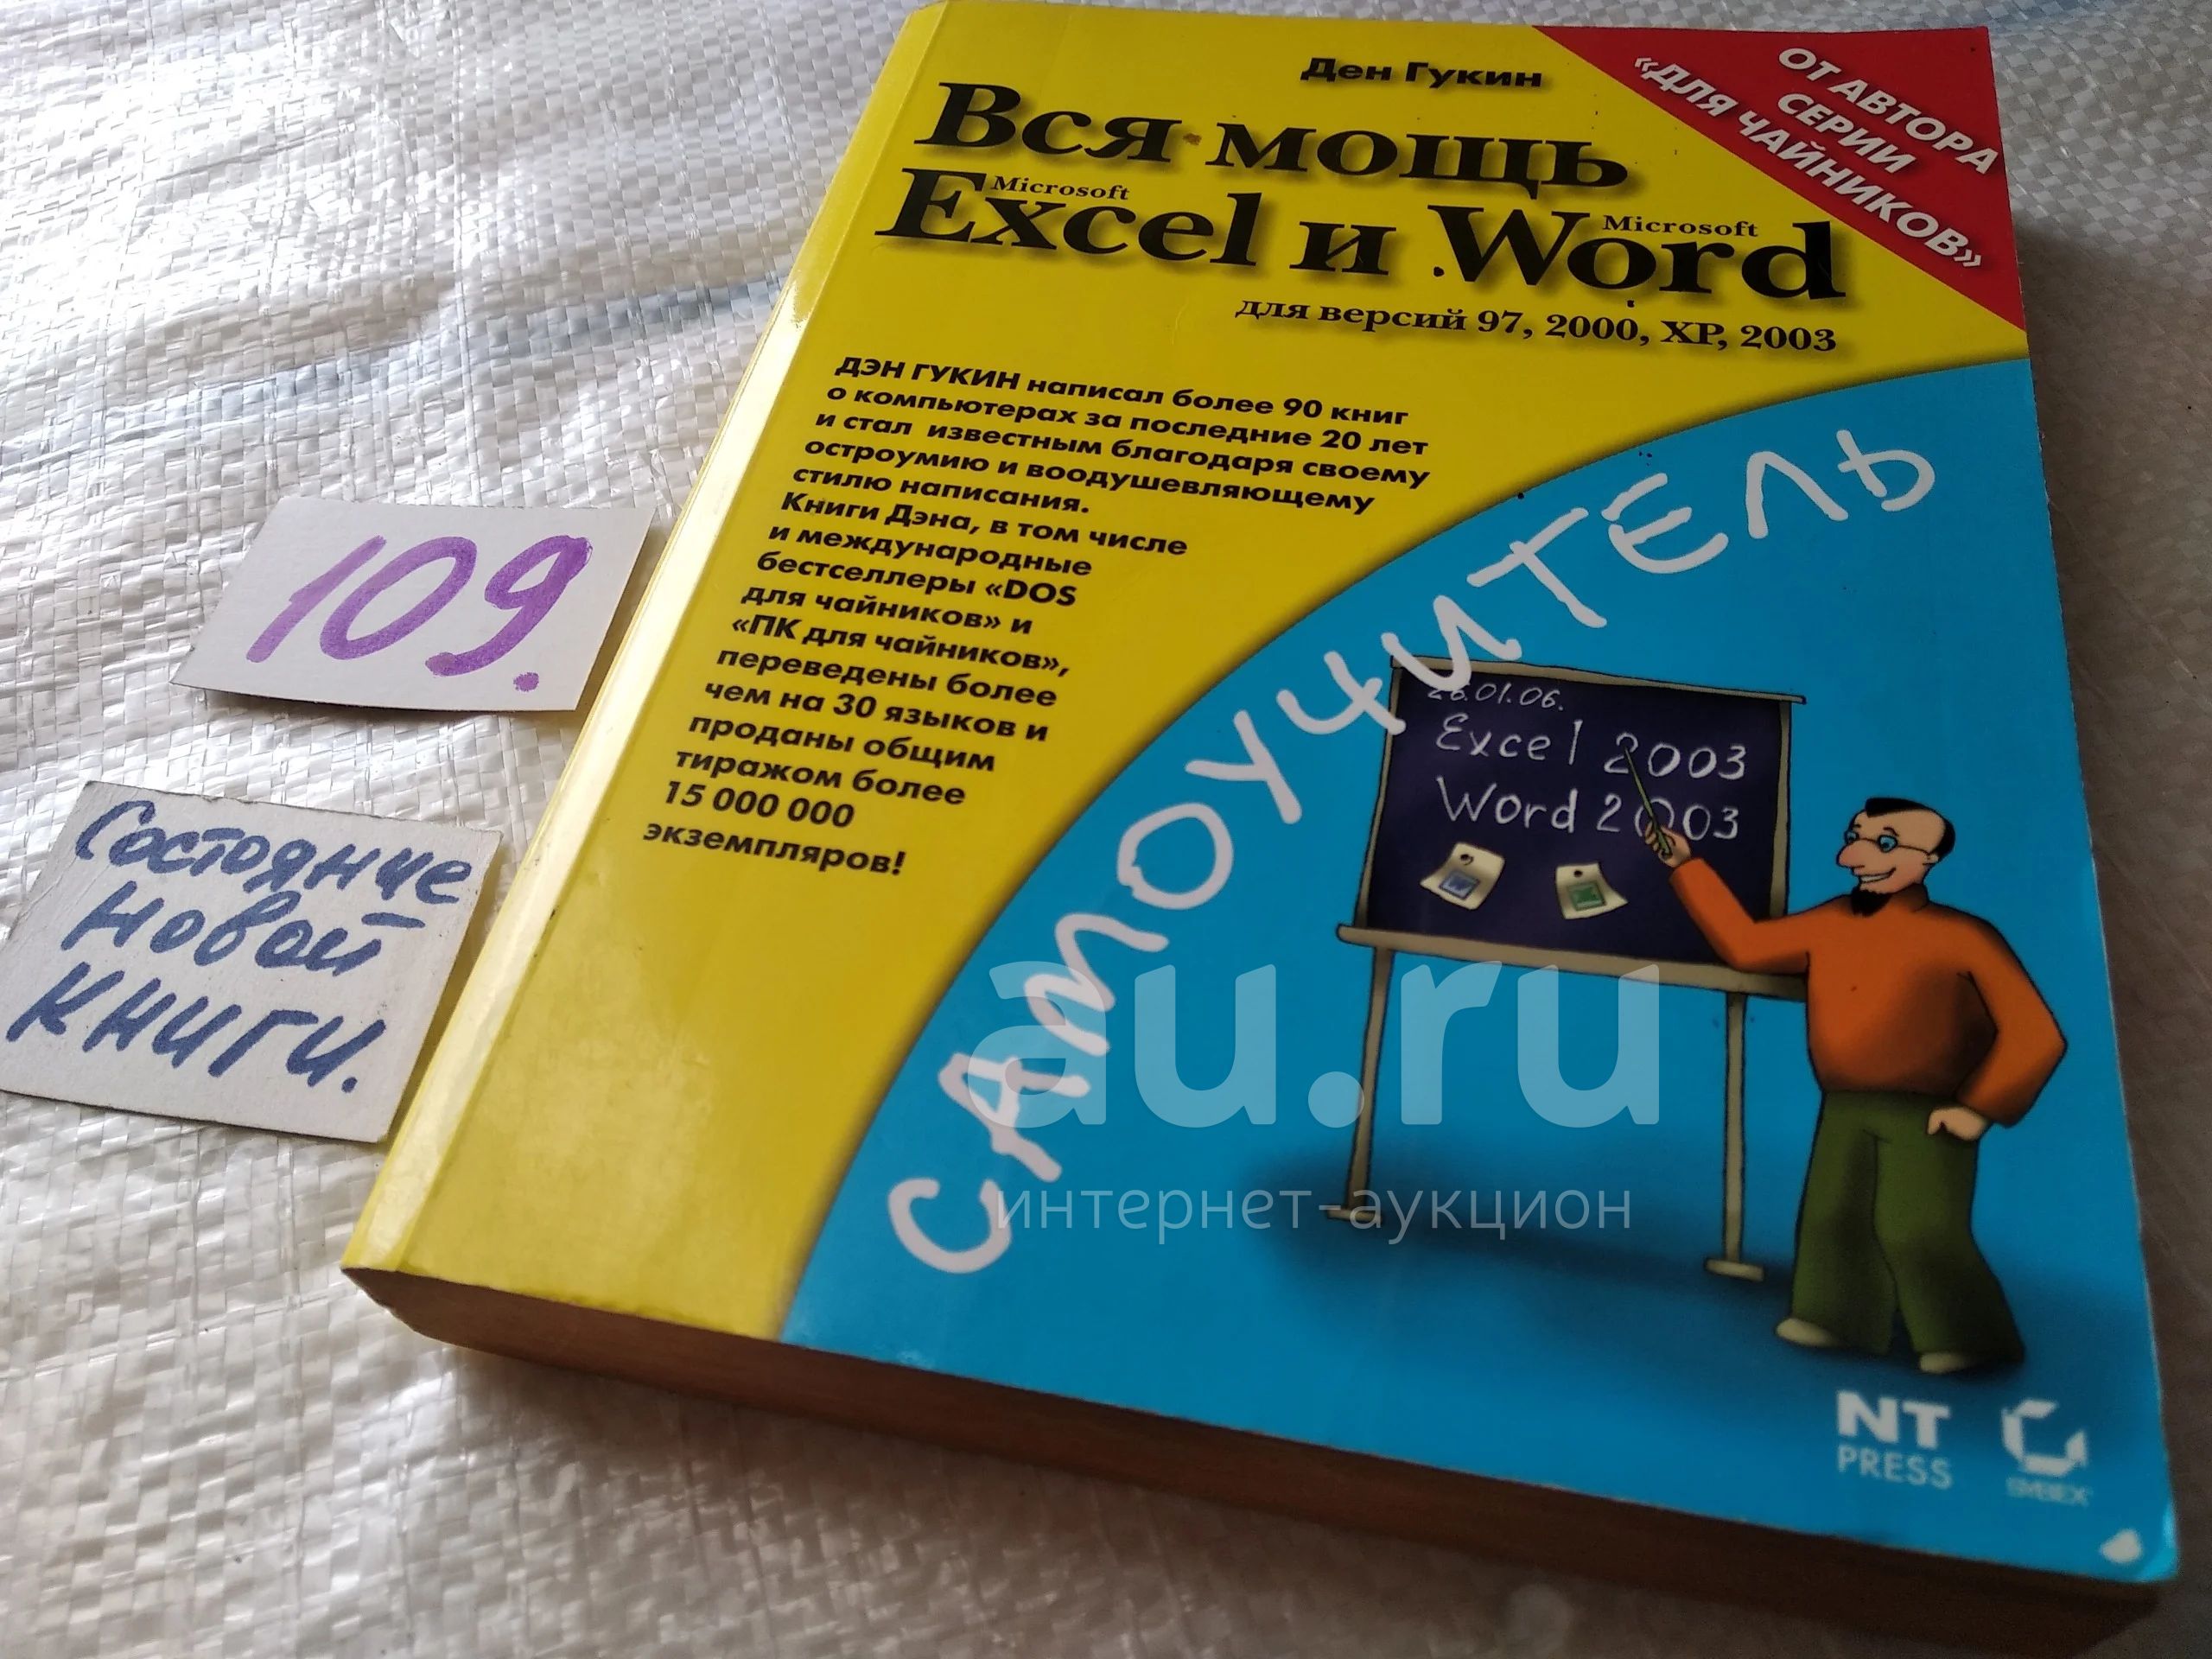 Ден Гукин
ОТ АВТОРА
СЕРИИ
«ДЛЯ ЧАЙНИКОВ»
Вся мощь
Microsoft Microsoft
Excel и Word
для версий 97, 2000, XP, 2003
ДЭН ГУКИН написал более 90 книг
о компьютерах за последние 20 лет
и стал известным благодаря своему
остроумию и воодушевляющему
стилю написания.
Книги Дэна, в том числе
и международные
бестселлеры «DOS
для чайников» и
«ПК для чайников»,
переведены более
чем на 30 языков и
проданы общим
тиражом более
15 000 000
экземпляров!
САМОУЧИТЕЛЬ
26.01.06.
Excel 2003
Word 2003
109.
Состояние
новой
книги.
au.ru
интернет-аукцион
NT
PRESS
SYBEX